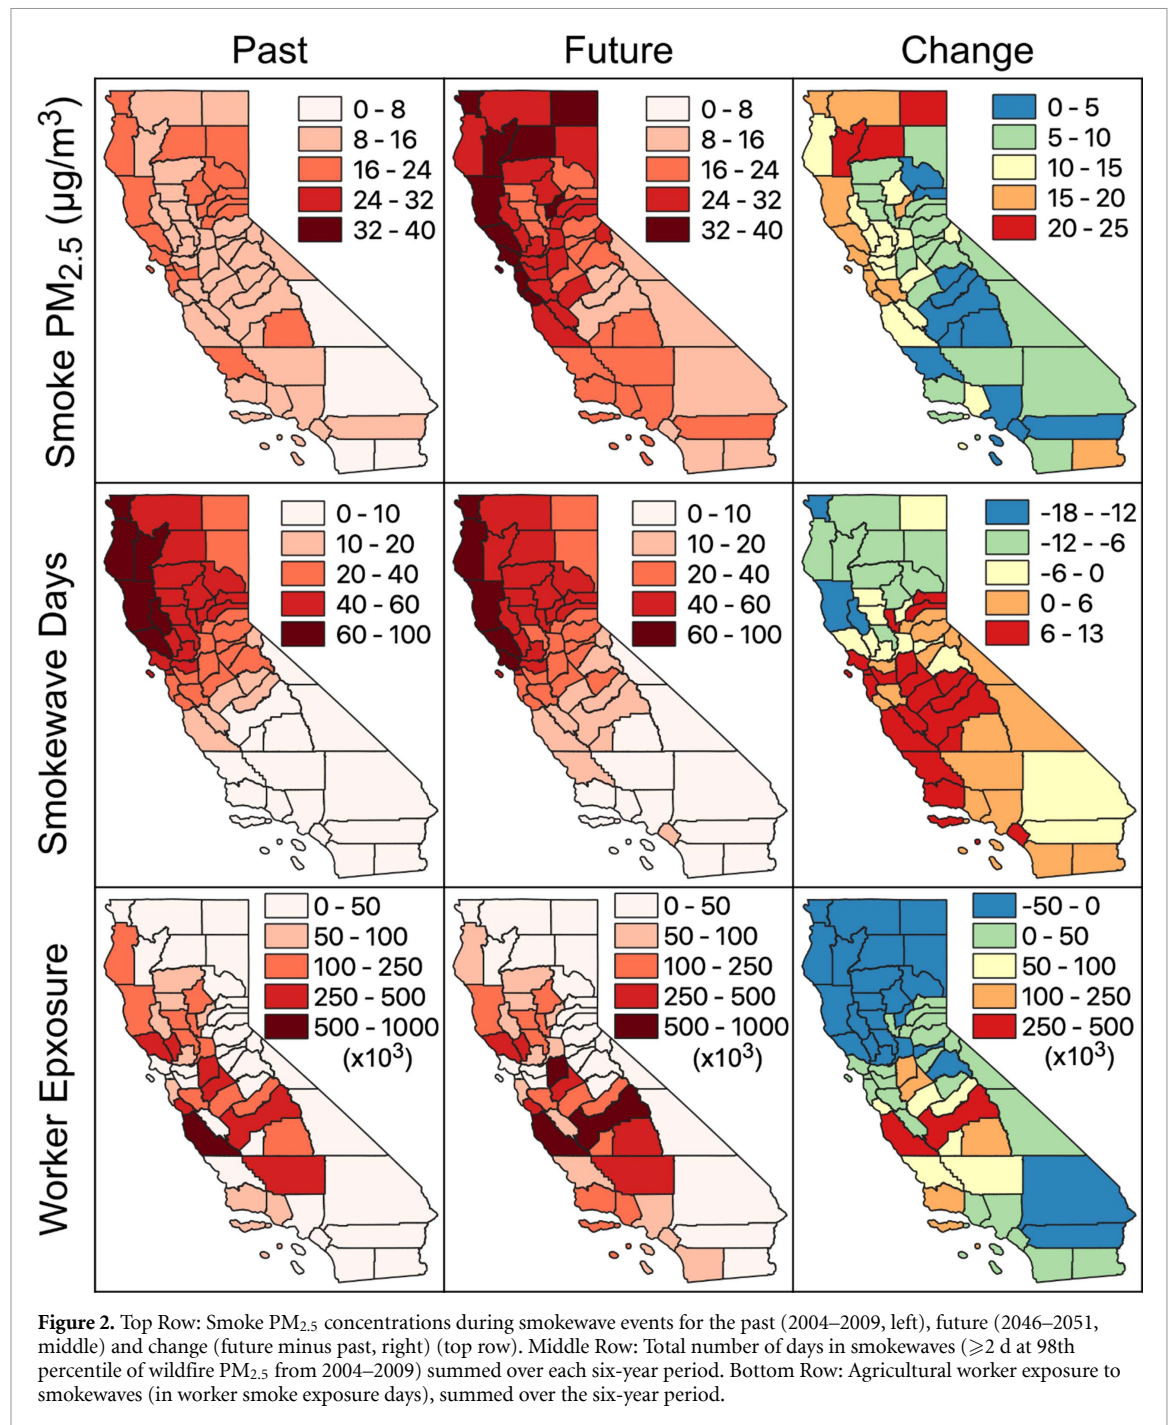 Past Future Change
Smoke PM2.5 (µg/m³)
0 - 8
8 - 16
16 - 24
24 - 32
32 - 40
0 - 8
8 - 16
16 - 24
24 - 32
32 - 40
0 - 5
5 - 10
10 - 15
15 - 20
20 - 25
Smokewave Days
0 - 10
10 - 20
20 - 40
40 - 60
60 - 100
0 - 10
10 - 20
20 - 40
40 - 60
60 - 100
-18 - -12
-12 - -6
-6 - 0
0 - 6
6 - 13
Worker Epxosure
0 - 50
50 - 100
100 - 250
250 - 500
500 - 1000
(x10³)
0 - 50
50 - 100
100 - 250
250 - 500
500 - 1000
(x10³)
-50 - 0
0 - 50
50 - 100
100 - 250
250 - 500
(x10³)
Figure 2. Top Row: Smoke PM2.5 concentrations during smokewave events for the past (2004–2009, left), future (2046–2051,
middle) and change (future minus past, right) (top row). Middle Row: Total number of days in smokewaves (⩾2 d at 98th
percentile of wildfire PM2.5 from 2004–2009) summed over each six-year period. Bottom Row: Agricultural worker exposure to
smokewaves (in worker smoke exposure days), summed over the six-year period.